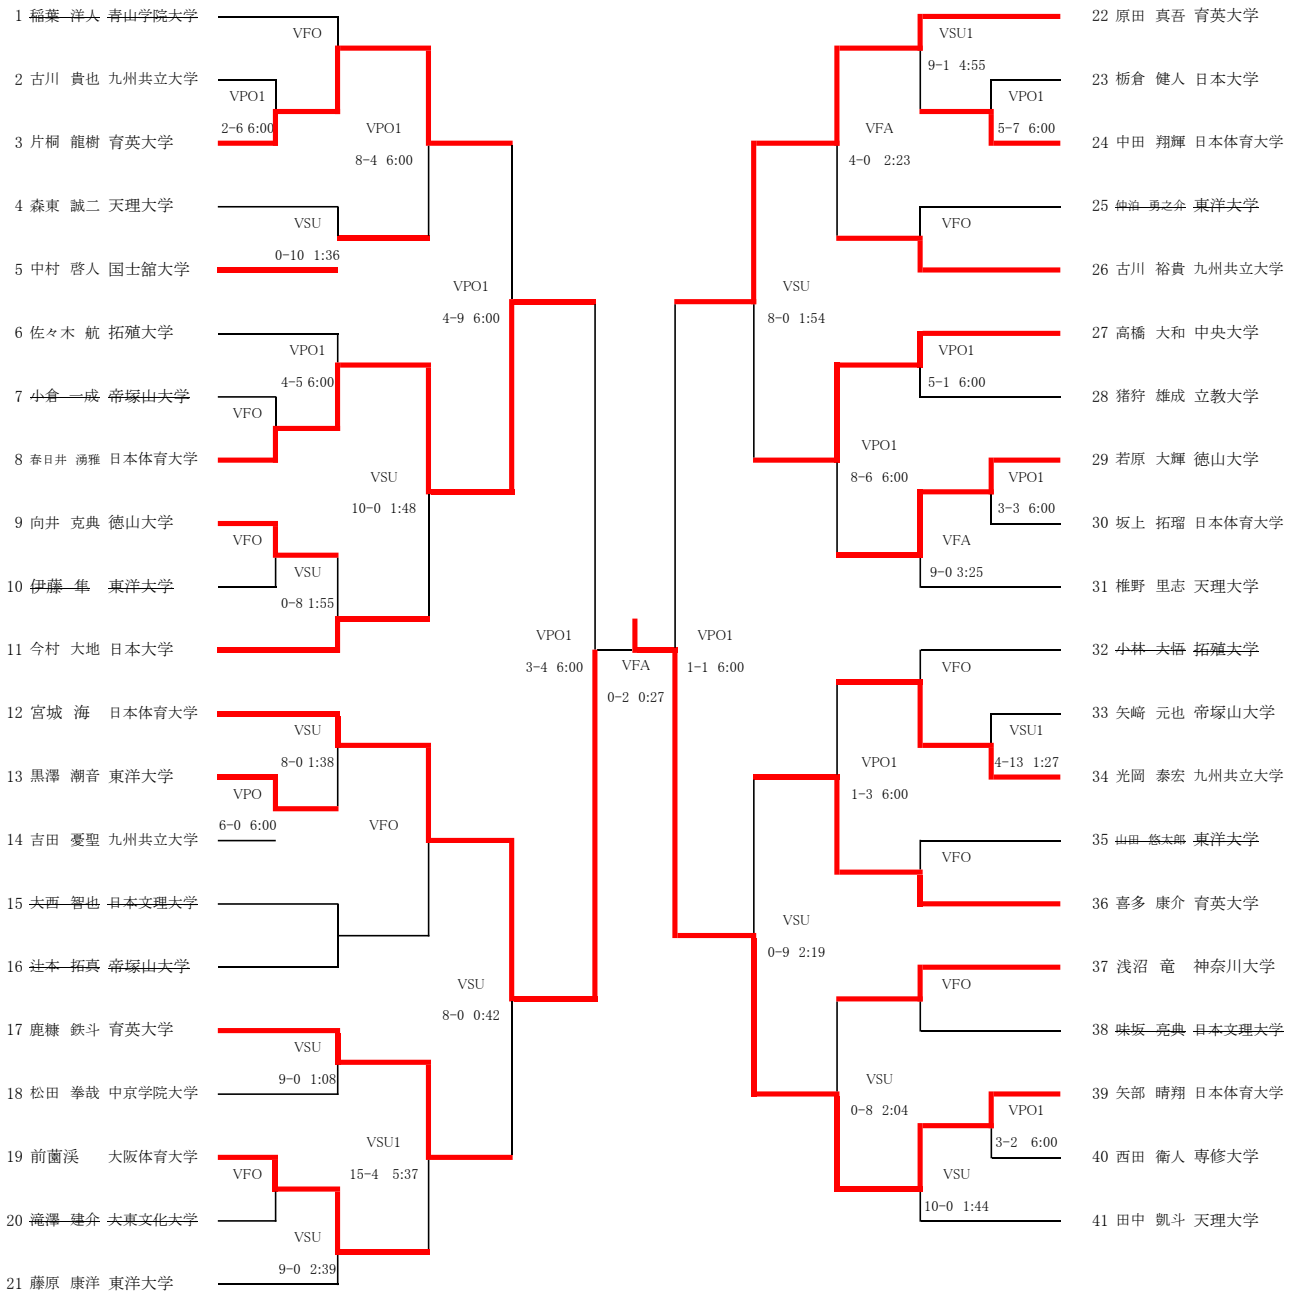 1 稲葉 洋人 青山学院大学
VFO
2 古川 貴也 九州共立大学
VPO1
2-6 6:00
3 片桐 龍樹 育英大学
VPO1
8-4 6:00
4 森東 誠二 天理大学
VSU
0-10 1:36
5 中村 啓人 国士舘大学
VPO1
4-9 6:00
6 佐々木 航 拓殖大学
VPO1
4-5 6:00
7 小倉 一成 帝塚山大学
VFO
8 春日井 湧雅 日本体育大学
VSU
10-0 1:48
9 向井 克典 徳山大学
VFO
VSU
0-8 1:55
10 伊藤 隼 東洋大学
11 今村 大地 日本大学
VPO1
3-4 6:00
12 宮城 海 日本体育大学
VSU
8-0 1:38
13 黒澤 潮音 東洋大学
VPO
6-0 6:00
VFO
14 吉田 憂聖 九州共立大学
15 大西 智也 日本文理大学
16 辻本 拓真 帝塚山大学
VSU
8-0 0:42
17 鹿糠 鉄斗 育英大学
VSU
9-0 1:08
18 松田 拳哉 中京学院大学
VSU1
15-4 5:37
19 前薗渓 大阪体育大学
VFO
20 滝澤 建介 大東文化大学
VSU
9-0 2:39
21 藤原 康洋 東洋大学
VFA
0-2 0:27
22 原田 真吾 育英大学
VSU1
9-1 4:55
23 栃倉 健人 日本大学
VPO1
5-7 6:00
24 中田 翔輝 日本体育大学
VFA
4-0 2:23
25 仲泊 勇之介 東洋大学
VFO
26 古川 裕貴 九州共立大学
VSU
8-0 1:54
27 高橋 大和 中央大学
VPO1
5-1 6:00
28 猪狩 雄成 立教大学
VPO1
8-6 6:00
29 若原 大輝 徳山大学
VPO1
3-3 6:00
30 坂上 拓瑠 日本体育大学
VFA
9-0 3:25
31 椎野 里志 天理大学
VPO1
1-1 6:00
32 小林 大悟 拓殖大学
VFO
33 矢﨑 元也 帝塚山大学
VSU1
4-13 1:27
34 光岡 泰宏 九州共立大学
VPO1
1-3 6:00
35 山田 悠太郎 東洋大学
VFO
36 喜多 康介 育英大学
VSU
0-9 2:19
37 浅沼 竜 神奈川大学
VFO
38 味坂 亮典 日本文理大学
VSU
0-8 2:04
39 矢部 晴翔 日本体育大学
VPO1
3-2 6:00
40 西田 衛人 専修大学
VSU
10-0 1:44
41 田中 凱斗 天理大学